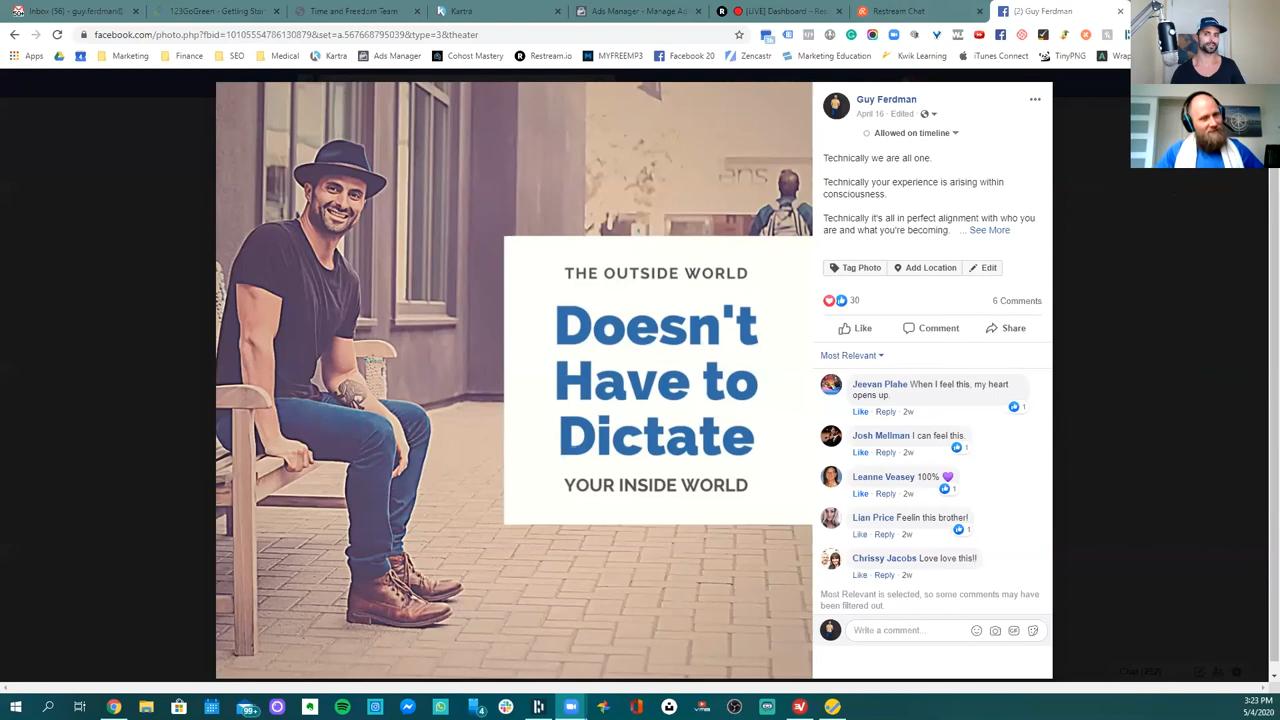 Inbox (56) - guy.ferdman@
123GoGreen - Getting Star
Time and Freedom Team
Kartra
Ads Manager - Manage Ad
[LIVE] Dashboard - Res
Restream Chat
(2) Guy Ferdman
facebook.com/photo.php?fbid=10105554786130879&set=a.567668795039&type=3&theater
Apps
Marketing
Finance
SEO
Medical
Kartra
Ads Manager
Cohost Mastery
Restream.io
MYFREEMP3
Facebook 20
Zencastr
Marketing Education
Kwik Learning
iTunes Connect
TinyPNG
Wrap
THE OUTSIDE WORLD
Doesn't
Have to
Dictate
YOUR INSIDE WORLD
Guy Ferdman
April 16 · Edited ·
Allowed on timeline
Technically we are all one.
Technically your experience is arising within
consciousness.
Technically it's all in perfect alignment with who you
are and what you're becoming. ... See More
Tag Photo
Add Location
Edit
30
6 Comments
Like
Comment
Share
Most Relevant
Jeevan Plahe When I feel this, my heart
opens up.
1
Like · Reply · 2w
Josh Mellman I can feel this.
1
Like · Reply · 2w
Leanne Veasey 100% 💜
1
Like · Reply · 2w
Lian Price Feelin this brother!
1
Like · Reply · 2w
Chrissy Jacobs Love love this!!
Like · Reply · 2w
Most Relevant is selected, so some comments may have
been filtered out.
Write a comment...
GIF
99+
4
3:23 PM
5/4/2020